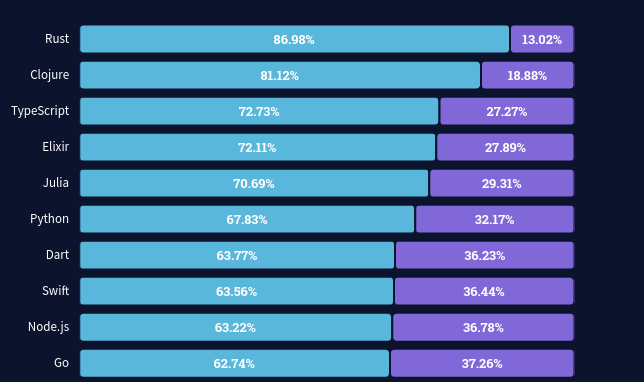 Rust 86.98% 13.02%
Clojure 81.12% 18.88%
TypeScript 72.73% 27.27%
Elixir 72.11% 27.89%
Julia 70.69% 29.31%
Python 67.83% 32.17%
Dart 63.77% 36.23%
Swift 63.56% 36.44%
Node.js 63.22% 36.78%
Go 62.74% 37.26%